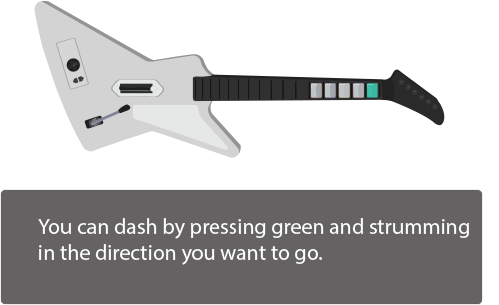 You can dash by pressing green and strumming
in the direction you want to go.